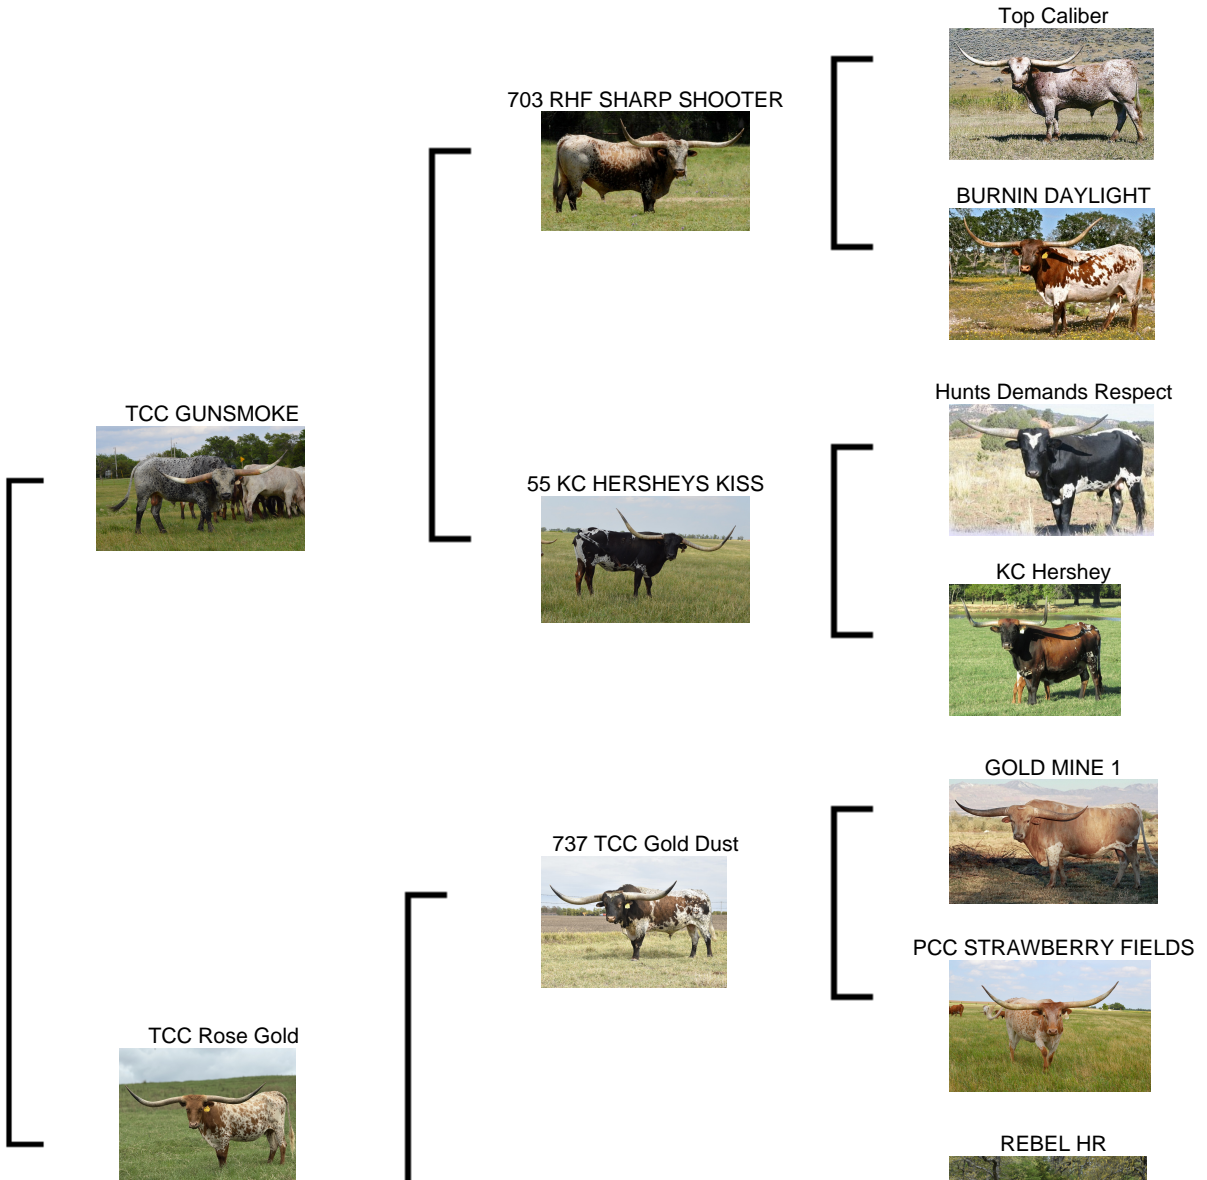 Top Caliber
703 RHF SHARP SHOOTER
BURNIN DAYLIGHT
Hunts Demands Respect
TCC GUNSMOKE
55 KC HERSHEYS KISS
KC Hershey
GOLD MINE 1
737 TCC Gold Dust
PCC STRAWBERRY FIELDS
TCC Rose Gold
REBEL HR